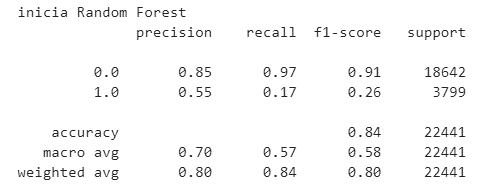 inicia Random Forest
precision recall f1-score support
0.0 0.85 0.97 0.91 18642
1.0 0.55 0.17 0.26 3799
accuracy 0.84 22441
macro avg 0.70 0.57 0.58 22441
weighted avg 0.80 0.84 0.80 22441